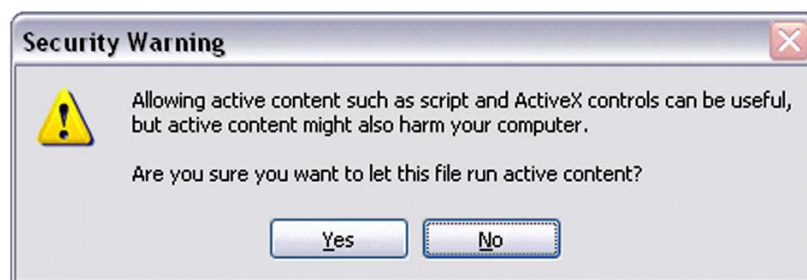 Security Warning
Allowing active content such as script and ActiveX controls can be useful,
but active content might also harm your computer.
Are you sure you want to let this file run active content?
Yes
No